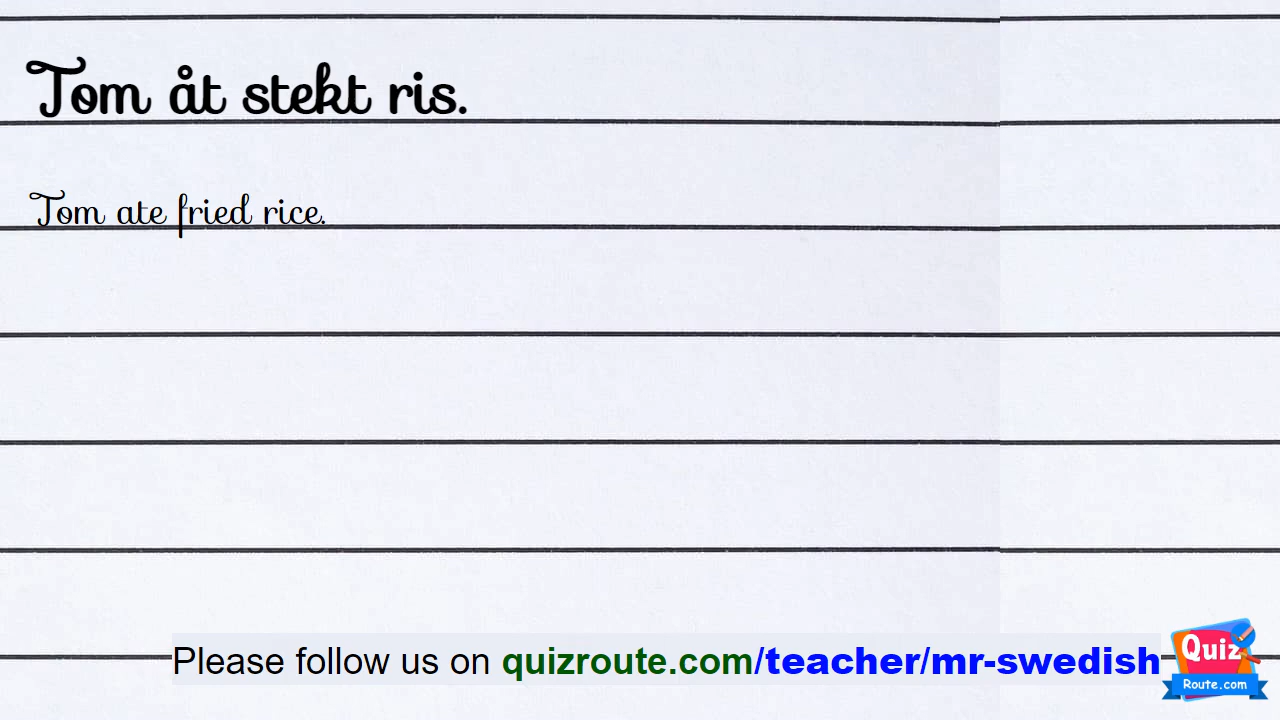 Tom åt stekt ris.
Tom ate fried rice.
Please follow us on quizroute.com/teacher/mr-swedish
Quiz
Route.com